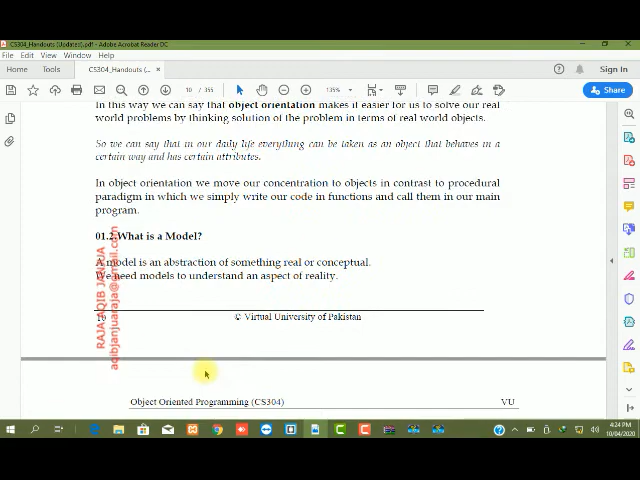 CS304_Handouts (Updated).pdf - Adobe Acrobat Reader DC
File Edit View Window Help
Home Tools CS304_Handouts (... × Sign In
10 / 355 135% Share
In this way we can say that object orientation makes it easier for us to solve our real
world problems by thinking solution of the problem in terms of real world objects.
So we can say that in our daily life everything can be taken as an object that behaves in a
certain way and has certain attributes.
In object orientation we move our concentration to objects in contrast to procedural
paradigm in which we simply write our code in functions and call them in our main
program.
01.2.What is a Model?
A model is an abstraction of something real or conceptual.
We need models to understand an aspect of reality.
RAJA AQIB JANJUA
aqibjanjuaraja@gmail.com
10 © Virtual University of Pakistan
Object Oriented Programming (CS304) VU
4:24 PM
10/04/2020